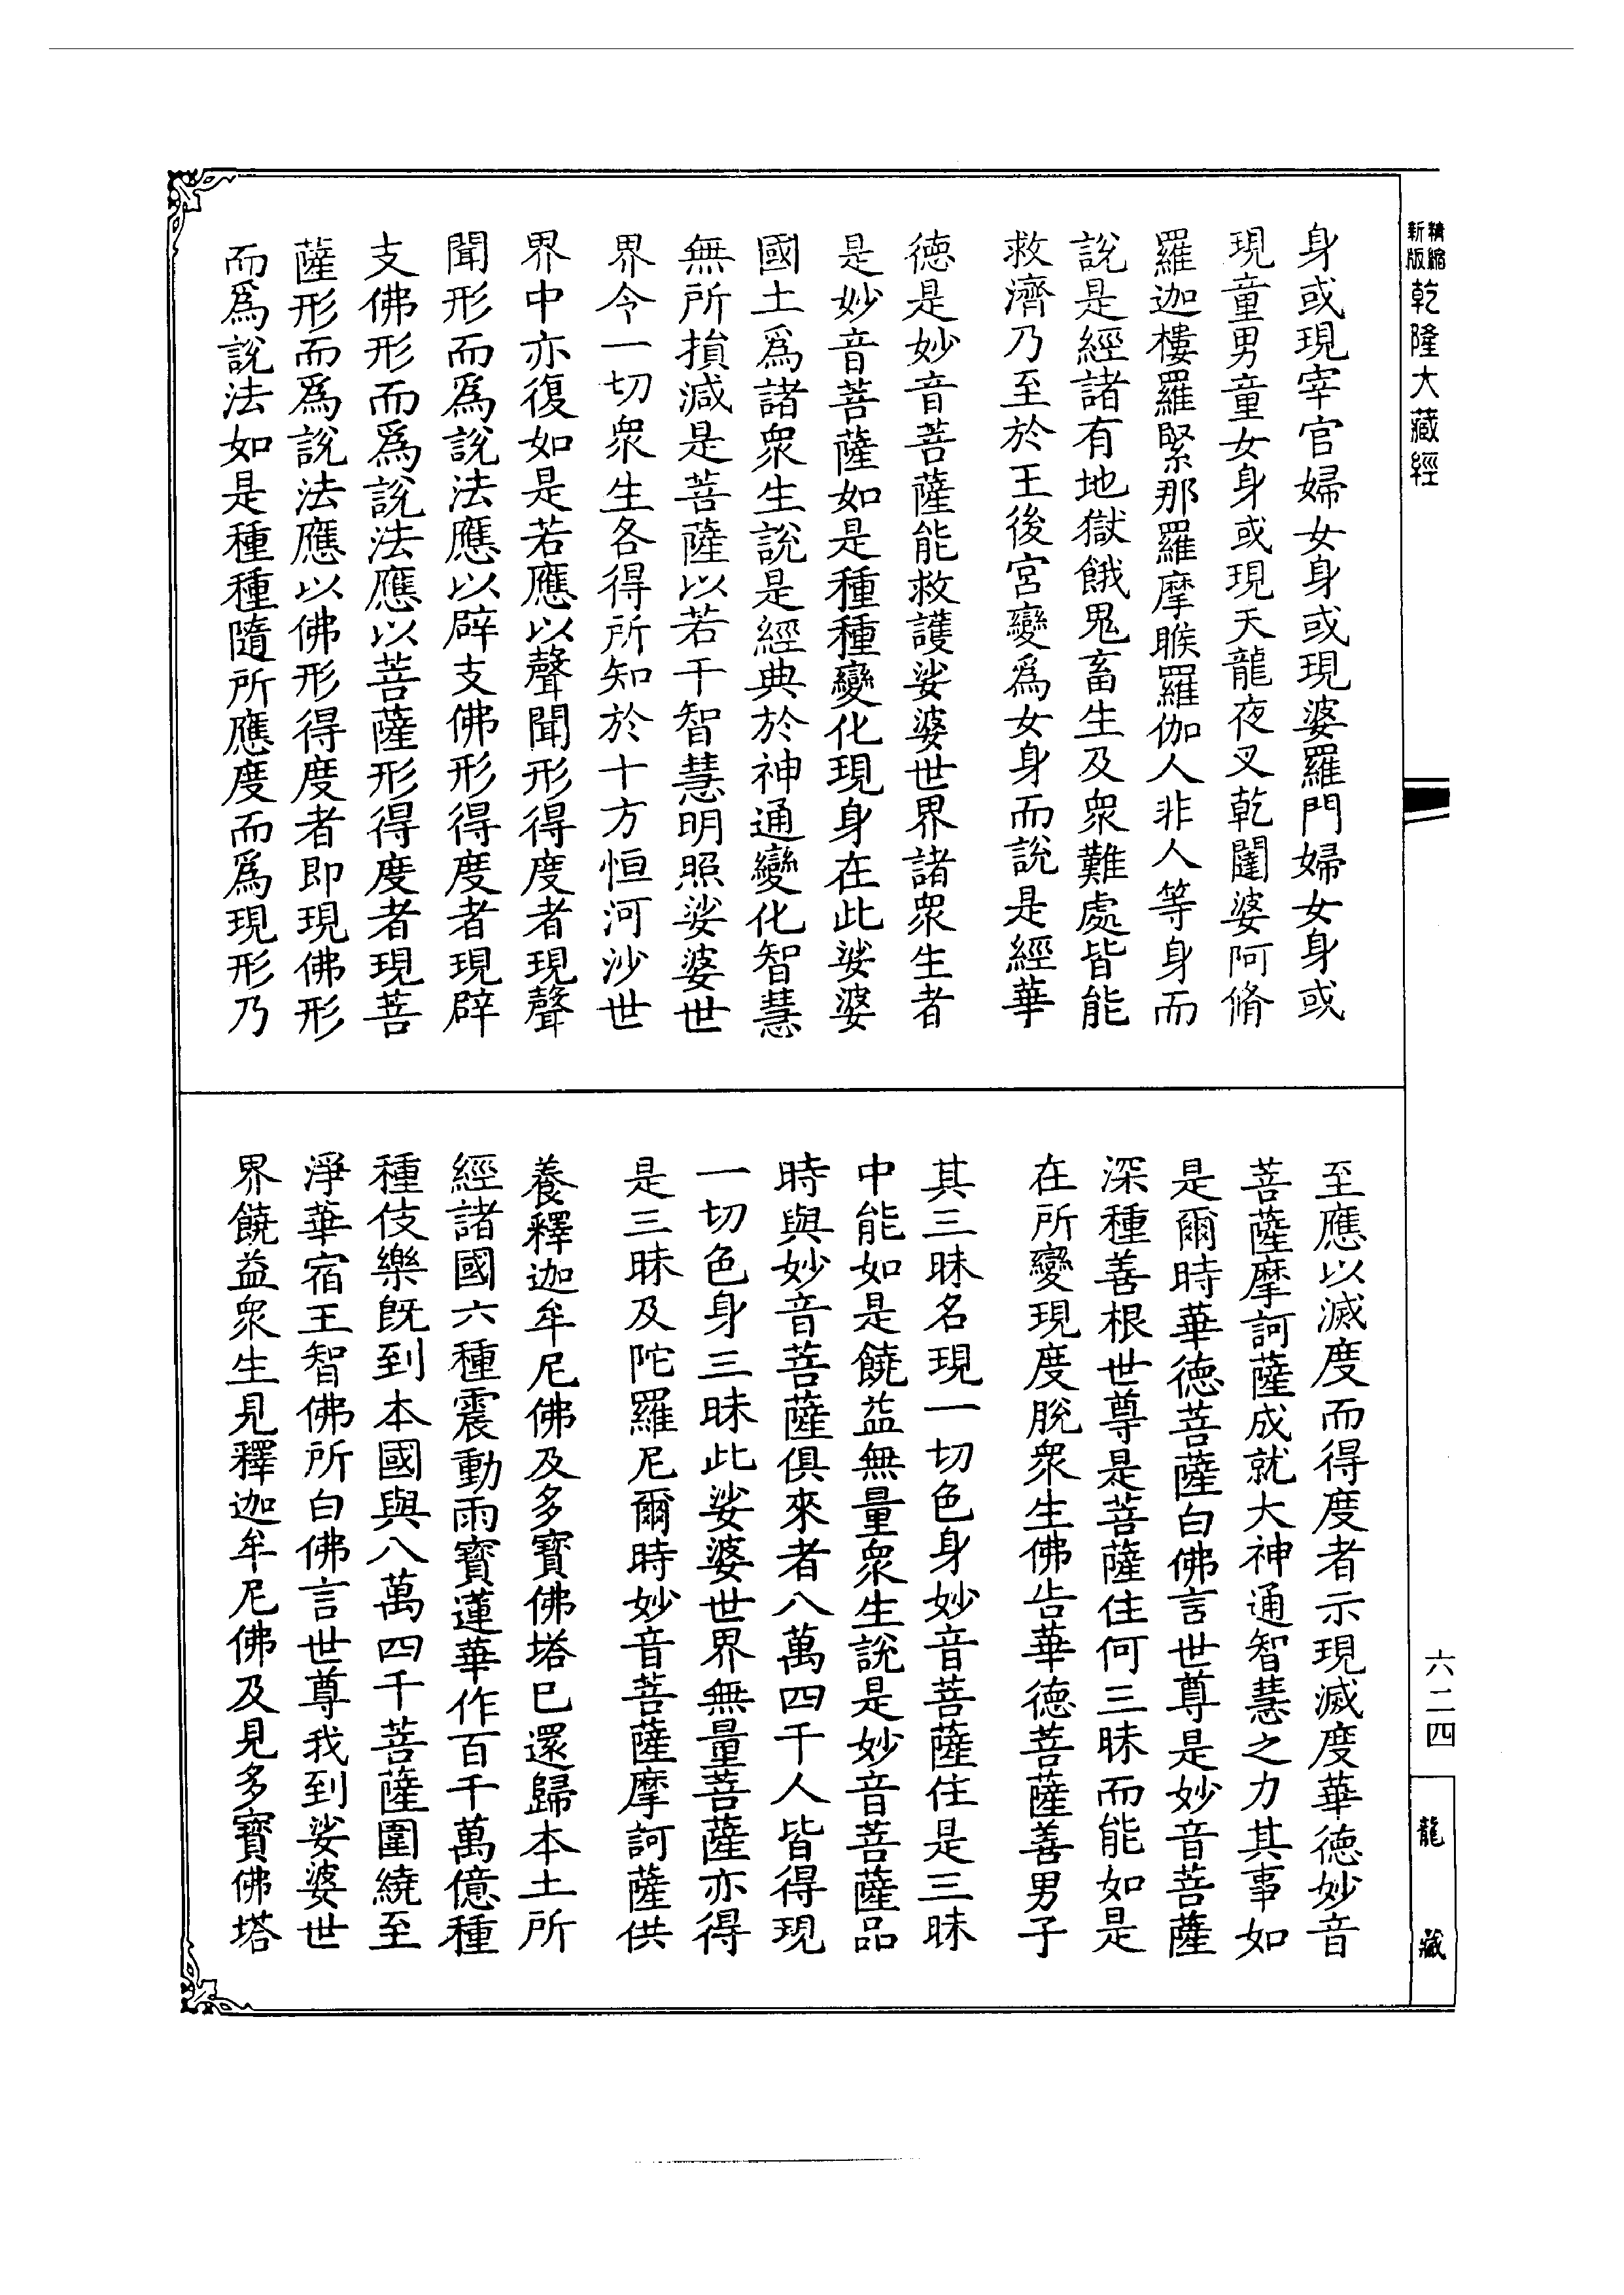 新版精縮乾隆大藏經
身或現宰官婦女身或現婆羅門婦女身或
現童男童女身或現天龍夜叉乾闥婆阿脩
羅迦樓羅緊那羅摩睺羅伽人非人等身而
說是經諸有地獄餓鬼畜生及衆難處皆能
救濟乃至於王後宮變爲女身而說是經華
德是妙音菩薩能救護娑婆世界諸衆生者
是妙音菩薩如是種種變化現身在此娑婆
國土爲諸衆生說是經典於神通變化智慧
無所損減是菩薩以若干智慧明照娑婆世
界令一切衆生各得所知於十方恒河沙世
界中亦復如是若應以聲聞形得度者現聲
聞形而爲說法應以辟支佛形得度者現辟
支佛形而爲說法應以菩薩形得度者現菩
薩形而爲說法應以佛形得度者即現佛形
而爲說法如是種種隨所應度而爲現形乃
至應以滅度而得度者示現滅度華德妙音
菩薩摩訶薩成就大神通智慧之力其事如
是爾時華德菩薩白佛言世尊是妙音菩薩
深種善根世尊是菩薩住何三昧而能如是
在所變現度脫衆生佛告華德菩薩善男子
其三昧名現一切色身妙音菩薩住是三昧
中能如是饒益無量衆生說是妙音菩薩品
時與妙音菩薩俱來者八萬四千人皆得現
一切色身三昧此娑婆世界無量菩薩亦得
是三昧及陀羅尼爾時妙音菩薩摩訶薩供
養釋迦牟尼佛及多寶佛塔已還歸本土所
經諸國六種震動雨寶蓮華作百千萬億種
種伎樂旣到本國與八萬四千菩薩圍繞至
淨華宿王智佛所白佛言世尊我到娑婆世
界饒益衆生見釋迦牟尼佛及見多寶佛塔
六二四
龍藏